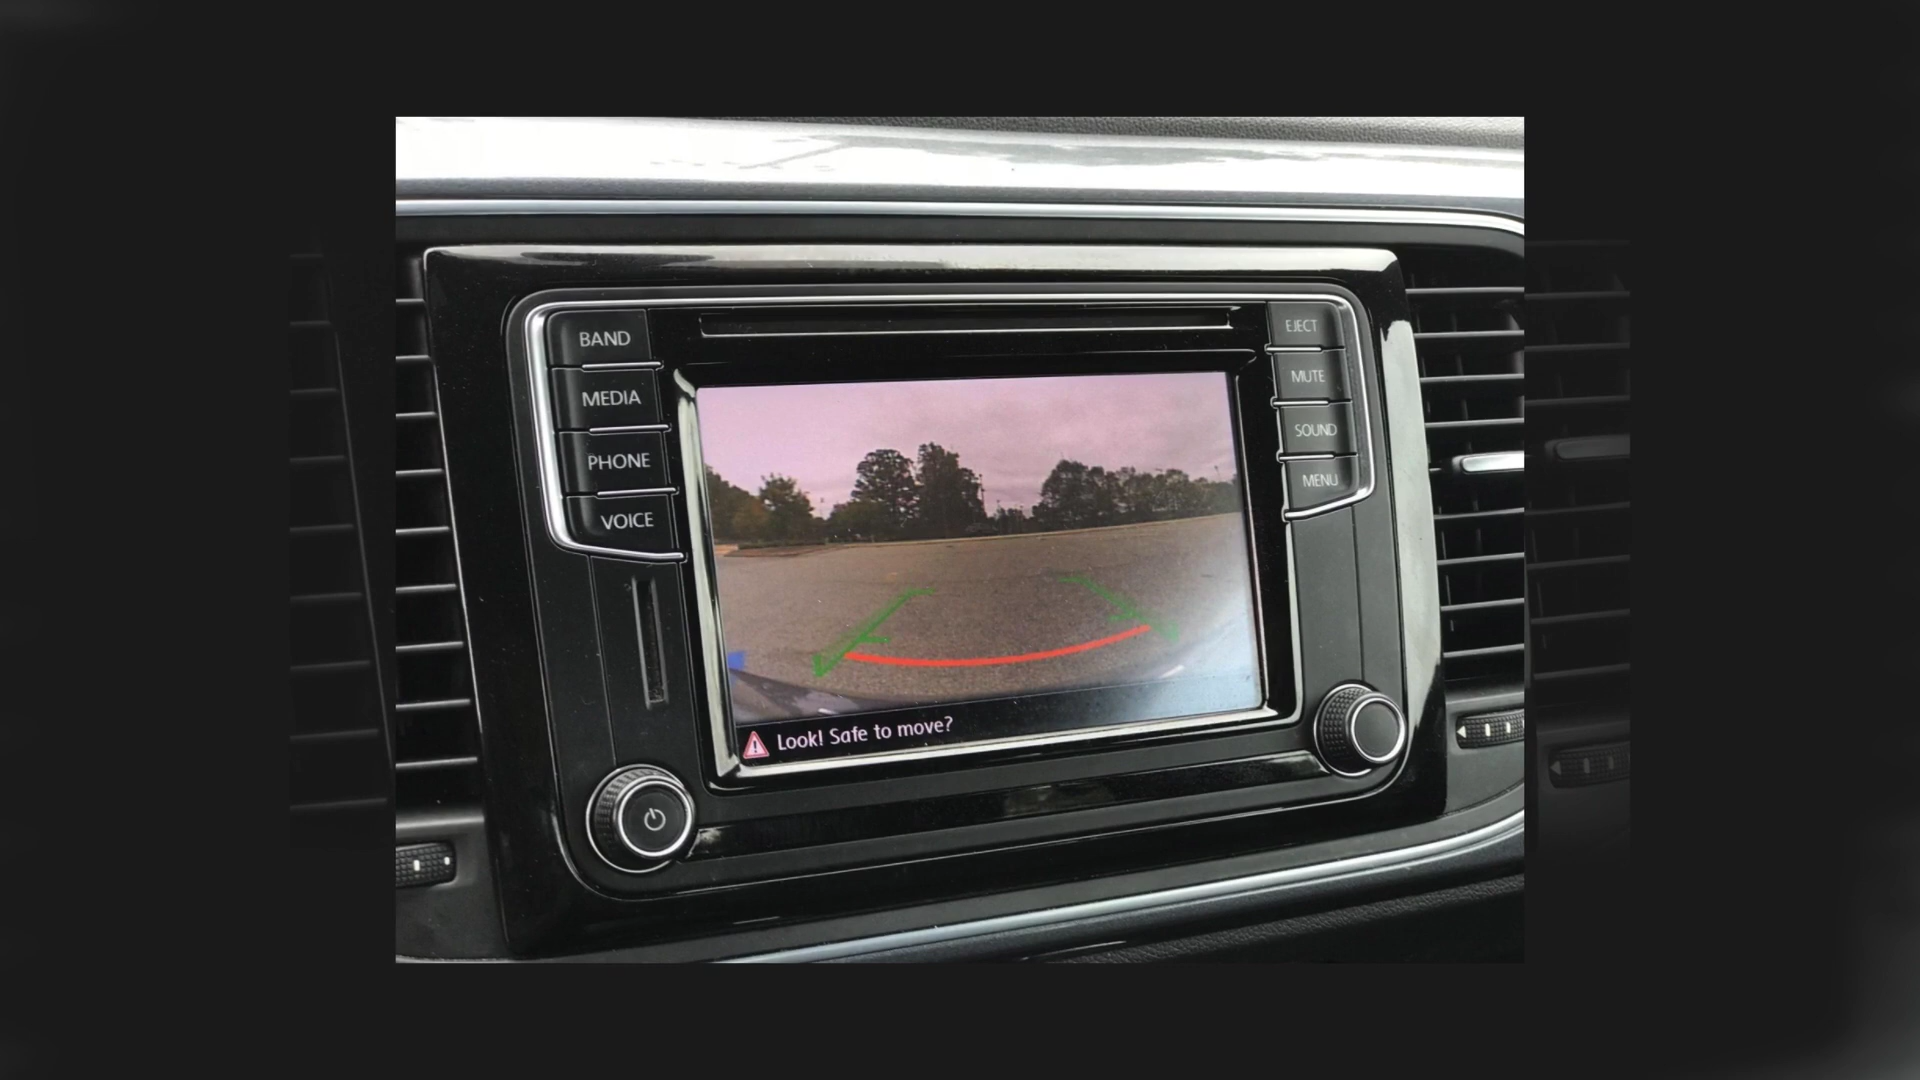 BAND
MEDIA
PHONE
VOICE
EJECT
MUTE
SOUND
MENU
Look! Safe to move?